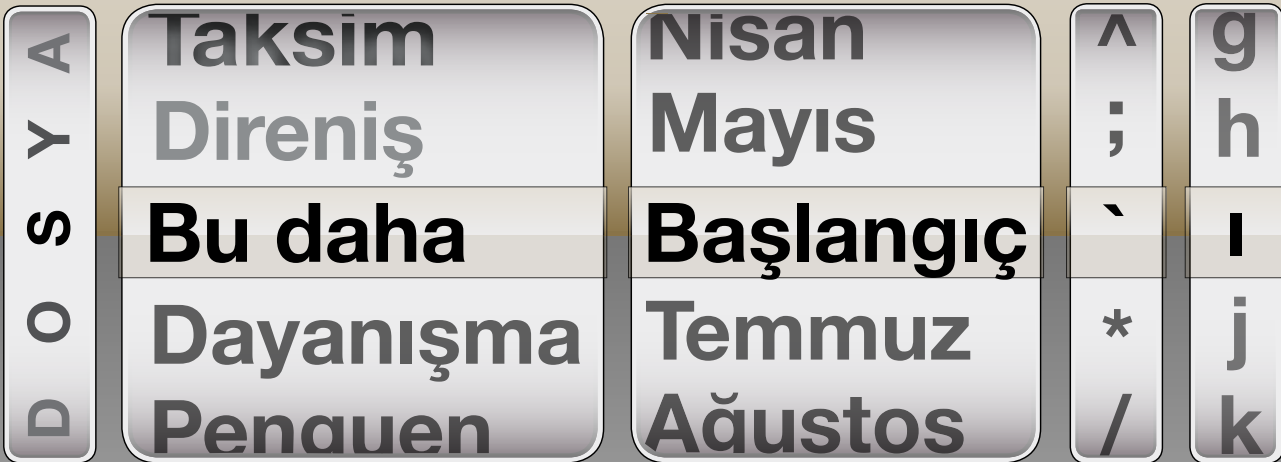 DOSYA
Taksim
Direniş
Bu daha
Dayanışma
Penguen
Nisan
Mayıs
Başlangıç
Temmuz
Ağustos
^
;
`
*
/
g
h
ı
j
k